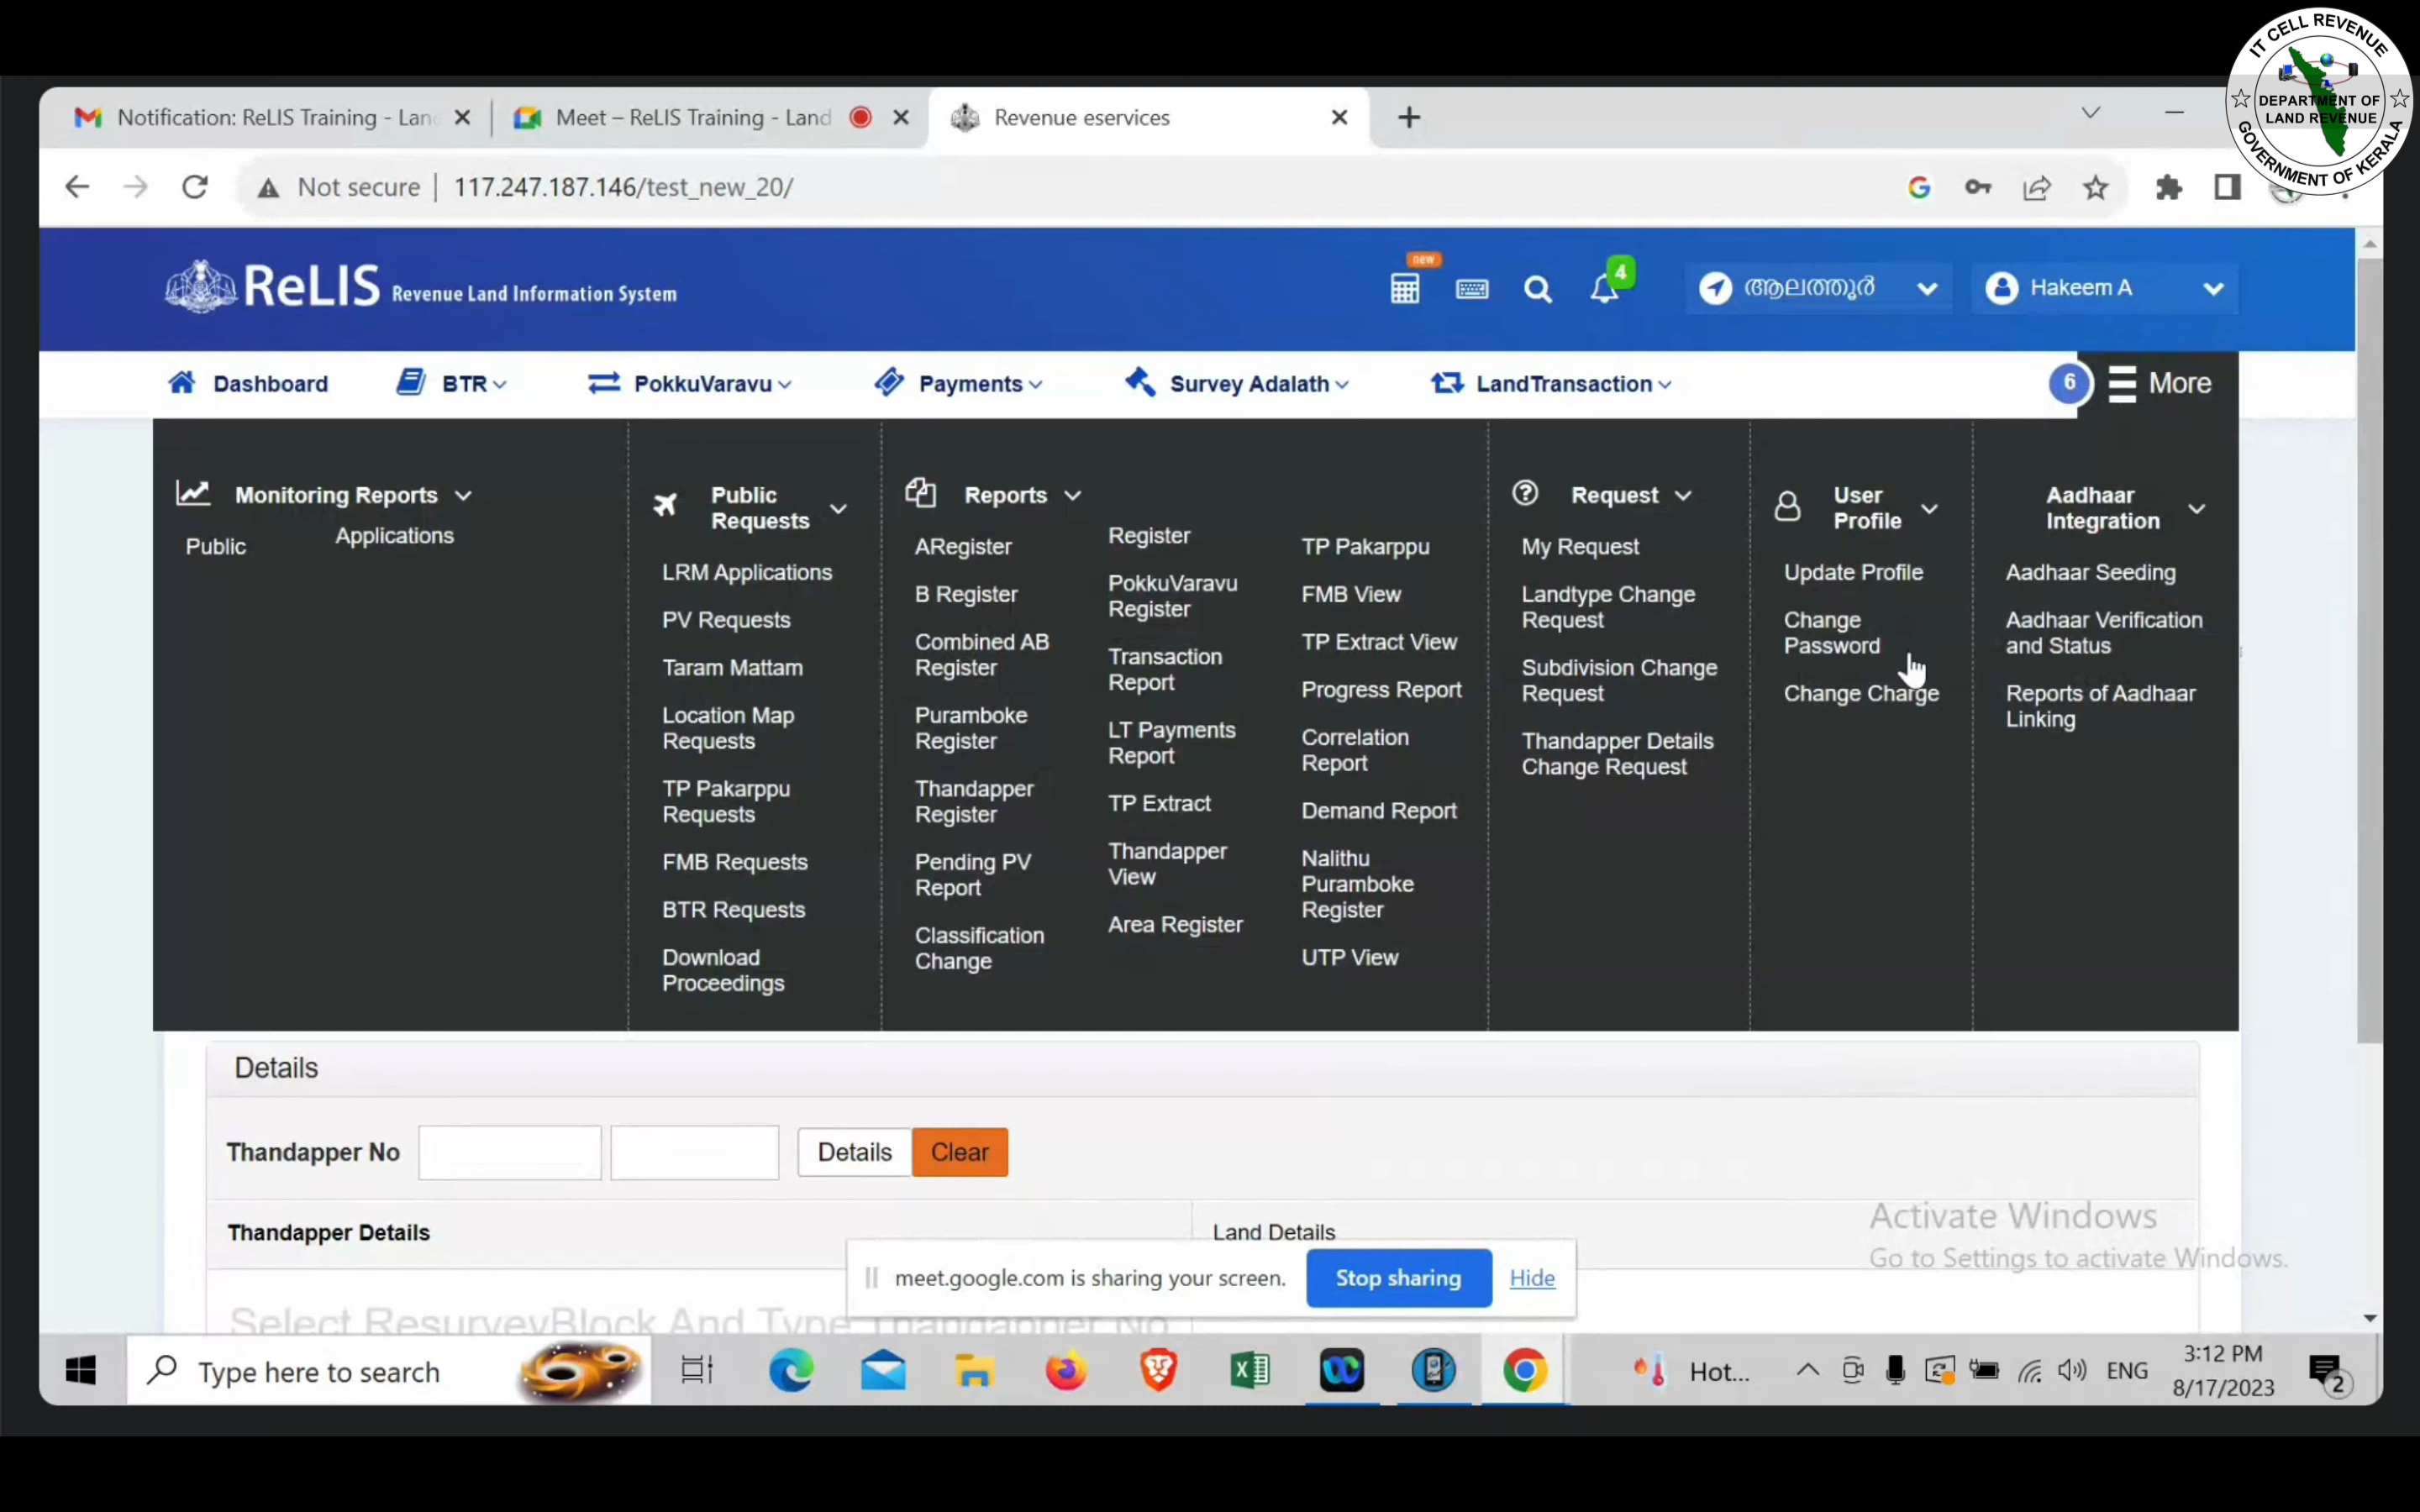 IT CELL REVENUE
DEPARTMENT OF
LAND REVENUE
GOVERNMENT OF KERALA
Notification: ReLIS Training - Lan
Meet – ReLIS Training - Land
Revenue eservices
Not secure
117.247.187.146/test_new_20/
ReLIS Revenue Land Information System
new
4
ആലത്തൂർ
Hakeem A
Dashboard
BTR
PokkuVaravu
Payments
Survey Adalath
LandTransaction
6
More
Monitoring Reports
Public
Applications
Public
Requests
LRM Applications
PV Requests
Taram Mattam
Location Map
Requests
TP Pakarppu
Requests
FMB Requests
BTR Requests
Download
Proceedings
Reports
ARegister
B Register
Combined AB
Register
Puramboke
Register
Thandapper
Register
Pending PV
Report
Classification
Change
Register
PokkuVaravu
Register
Transaction
Report
LT Payments
Report
TP Extract
Thandapper
View
Area Register
TP Pakarppu
FMB View
TP Extract View
Progress Report
Correlation
Report
Demand Report
Nalithu
Puramboke
Register
UTP View
Request
My Request
Landtype Change
Request
Subdivision Change
Request
Thandapper Details
Change Request
User
Profile
Update Profile
Change
Password
Change Charge
Aadhaar
Integration
Aadhaar Seeding
Aadhaar Verification
and Status
Reports of Aadhaar
Linking
Details
Thandapper No
Details
Clear
Thandapper Details
Land Details
Select ResurveyBlock And Type Thandapper No
meet.google.com is sharing your screen.
Stop sharing
Hide
Activate Windows
Go to Settings to activate Windows.
Type here to search
Hot...
ENG
3:12 PM
8/17/2023
2